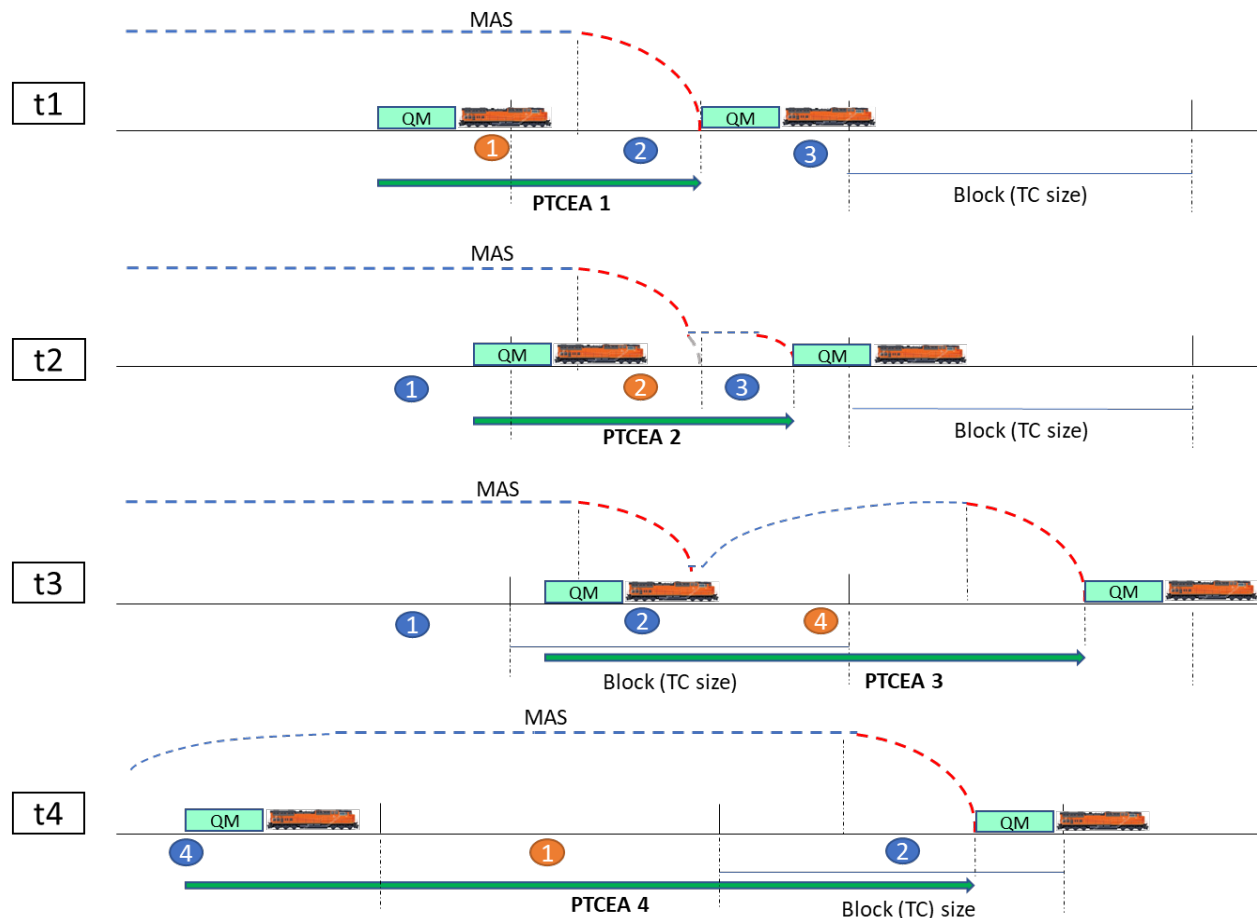 MAS
t1
QM
QM
1
2
3
PTCEA 1
Block (TC size)
MAS
t2
QM
QM
1
2
3
PTCEA 2
Block (TC size)
MAS
t3
QM
QM
1
2
4
Block (TC size)
PTCEA 3
MAS
t4
QM
QM
4
1
2
PTCEA 4
Block (TC) size